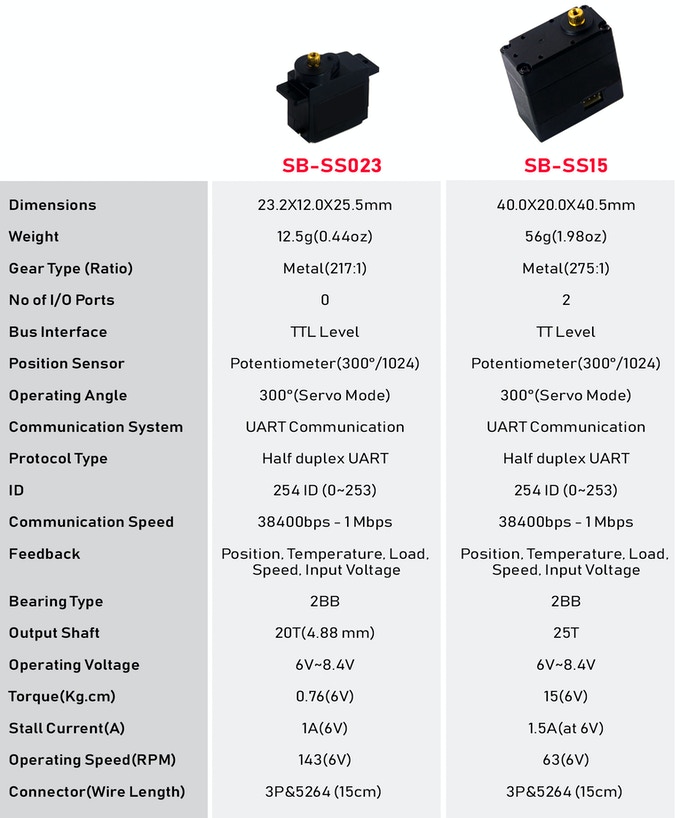 SB-SS023 SB-SS15
Dimensions 23.2X12.0X25.5mm 40.0X20.0X40.5mm
Weight 12.5g(0.44oz) 56g(1.98oz)
Gear Type (Ratio) Metal(217:1) Metal(275:1)
No of I/O Ports 0 2
Bus Interface TTL Level TT Level
Position Sensor Potentiometer(300°/1024) Potentiometer(300°/1024)
Operating Angle 300°(Servo Mode) 300°(Servo Mode)
Communication System UART Communication UART Communication
Protocol Type Half duplex UART Half duplex UART
ID 254 ID (0~253) 254 ID (0~253)
Communication Speed 38400bps - 1 Mbps 38400bps - 1 Mbps
Feedback Position, Temperature, Load, Position, Temperature, Load,
Speed, Input Voltage Speed, Input Voltage
Bearing Type 2BB 2BB
Output Shaft 20T(4.88 mm) 25T
Operating Voltage 6V~8.4V 6V~8.4V
Torque(Kg.cm) 0.76(6V) 15(6V)
Stall Current(A) 1A(6V) 1.5A(at 6V)
Operating Speed(RPM) 143(6V) 63(6V)
Connector(Wire Length) 3P&5264 (15cm) 3P&5264 (15cm)